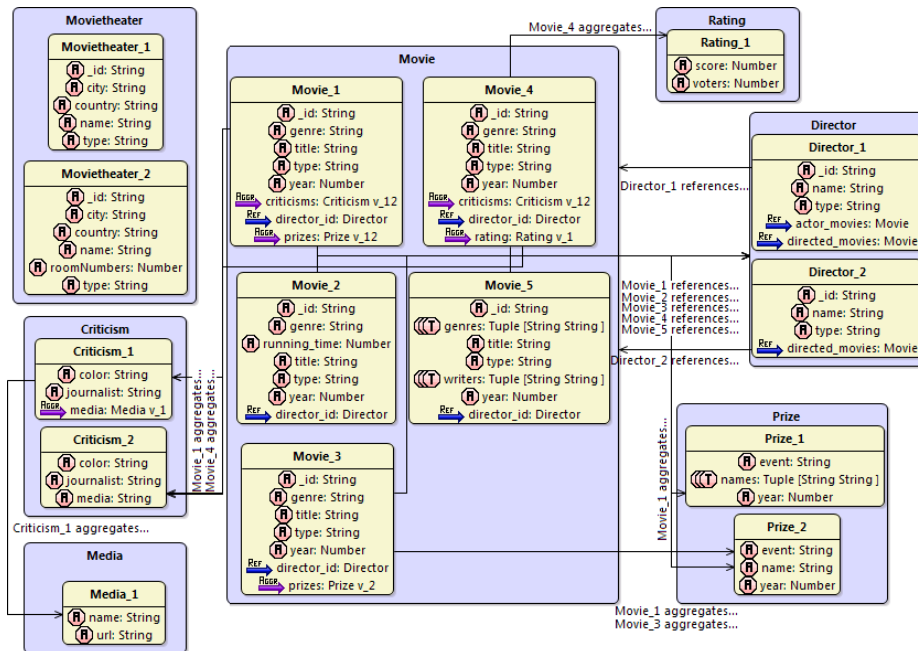 Movietheater
Movietheater_1
_id: String
city: String
country: String
name: String
type: String
Movietheater_2
_id: String
city: String
country: String
name: String
roomNumbers: Number
type: String
Criticism
Criticism_1
color: String
journalist: String
media: Media v_1
Criticism_2
color: String
journalist: String
media: String
Criticism_1 aggregates...
Media
Media_1
name: String
url: String
Movie_1 aggregates...
Movie_4 aggregates...
Movie
Movie_1
_id: String
genre: String
title: String
type: String
year: Number
criticisms: Criticism v_12
director_id: Director
prizes: Prize v_12
Movie_4
_id: String
genre: String
title: String
type: String
year: Number
criticisms: Criticism v_12
director_id: Director
rating: Rating v_1
Movie_2
_id: String
genre: String
running_time: Number
title: String
type: String
year: Number
director_id: Director
Movie_5
_id: String
genres: Tuple [String String ]
title: String
type: String
writers: Tuple [String String ]
year: Number
director_id: Director
Movie_3
_id: String
genre: String
title: String
type: String
year: Number
director_id: Director
prizes: Prize v_2
Movie_4 aggregates...
Rating
Rating_1
score: Number
voters: Number
Director
Director_1
_id: String
name: String
type: String
actor_movies: Movie
directed_movies: Movie
Director_1 references...
Director_2
_id: String
name: String
type: String
directed_movies: Movie
Movie_1 references...
Movie_2 references...
Movie_3 references...
Movie_4 references...
Movie_5 references...
Director_2 references...
Prize
Prize_1
event: String
names: Tuple [String String ]
year: Number
Prize_2
event: String
name: String
year: Number
Movie_1 aggregates...
Movie_1 aggregates...
Movie_3 aggregates...